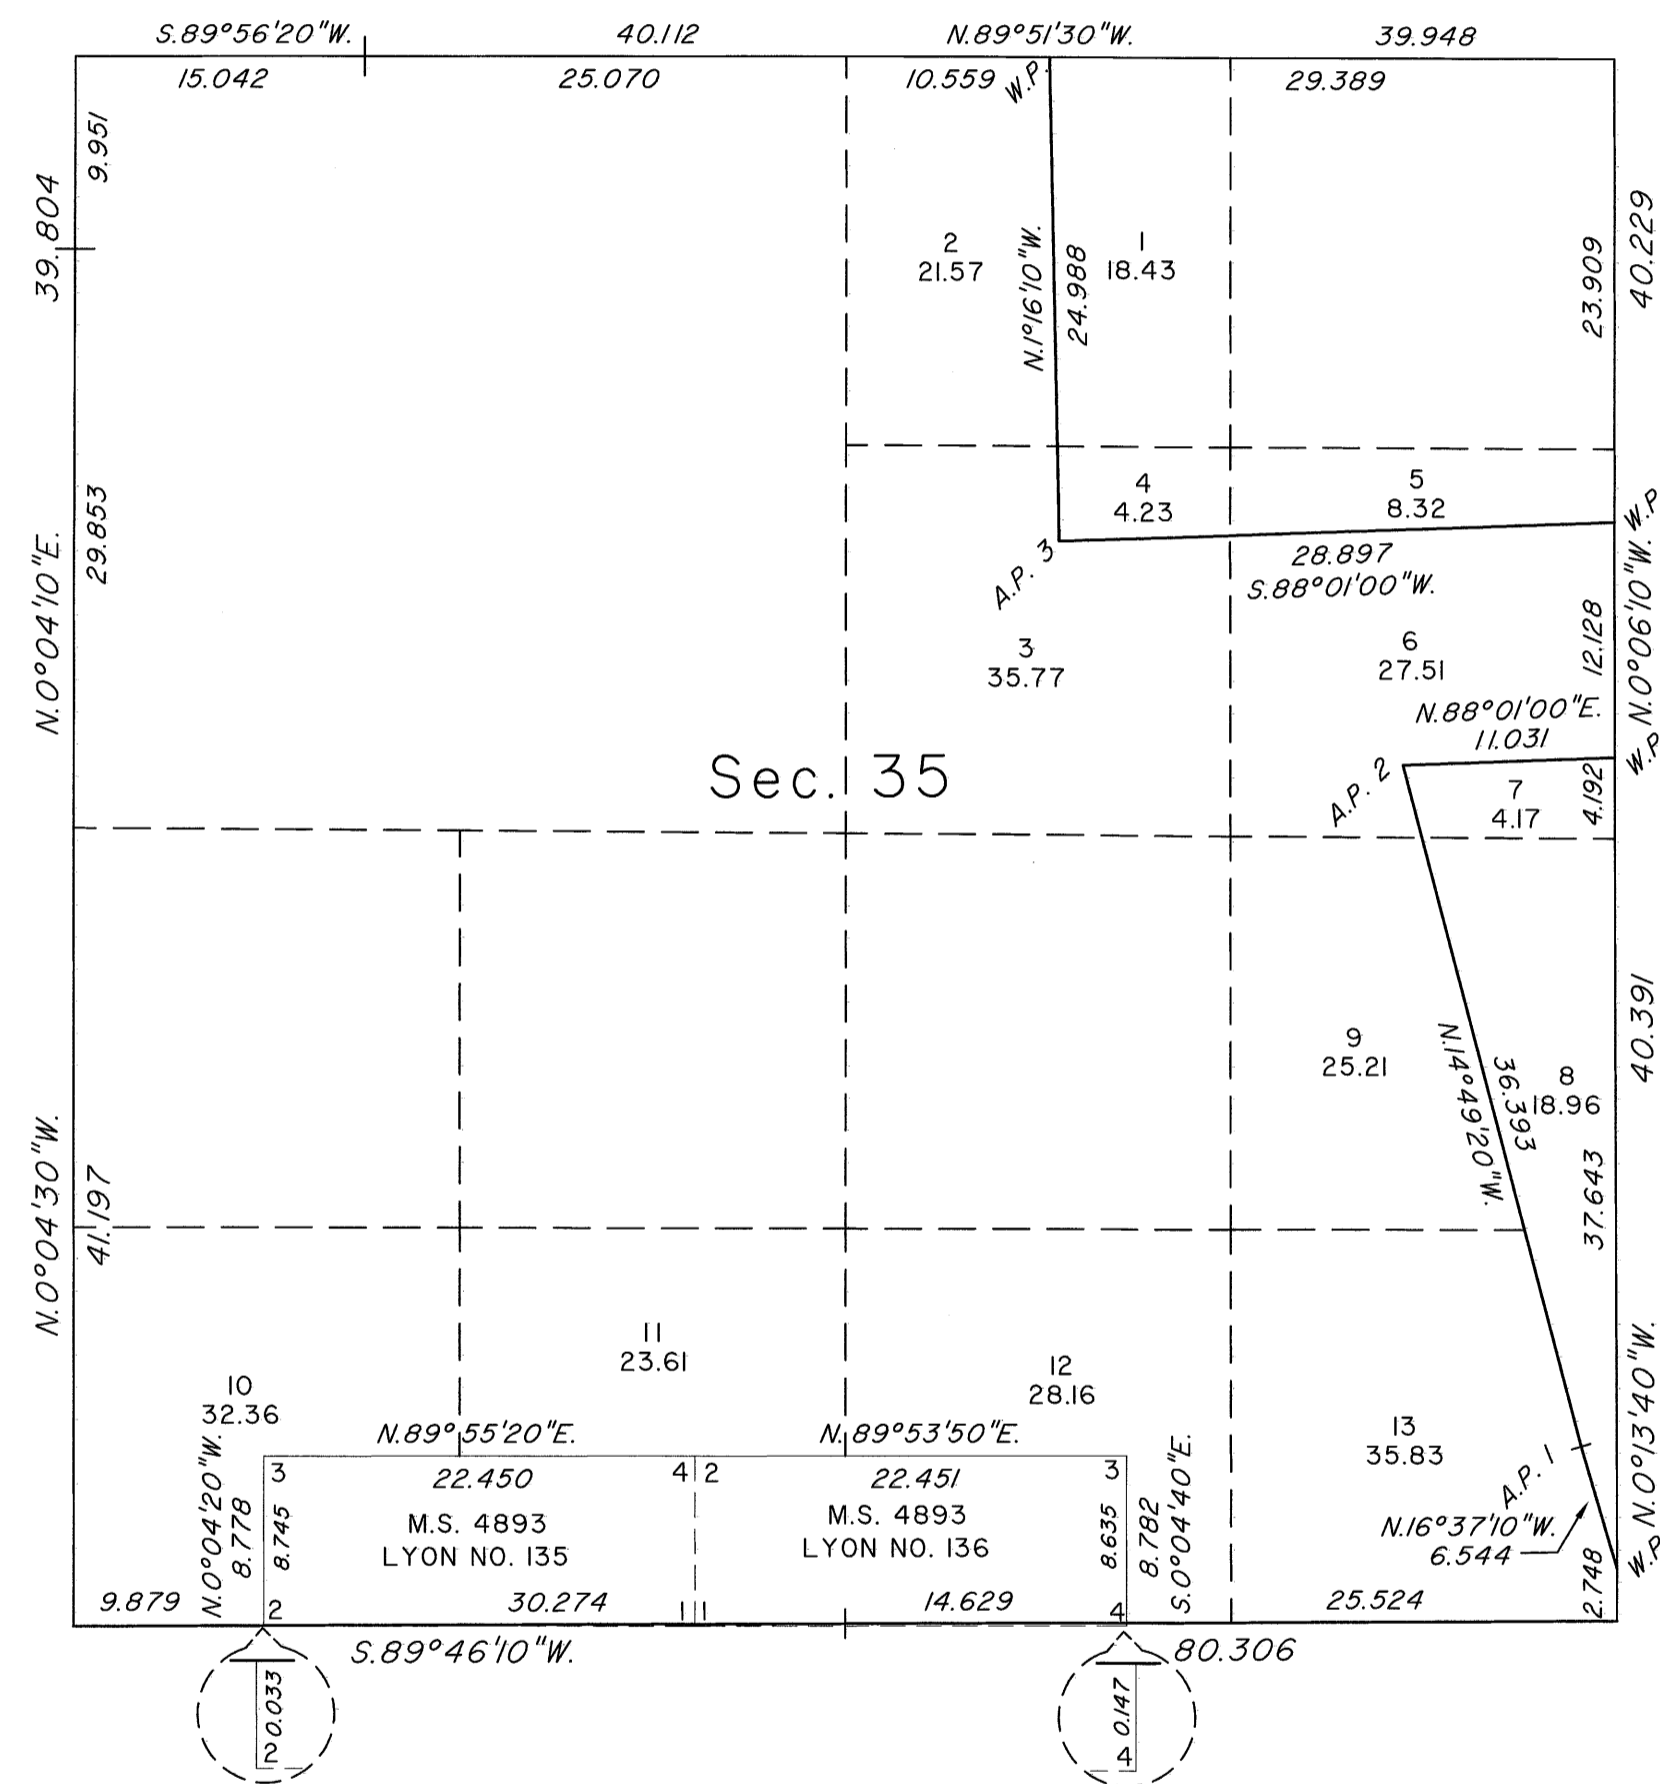 S.89°56'20"W. 40.112 N.89°51'30"W. 39.948
15.042 25.070 10.559 W.P. 29.389
9.951
39.804
N.0°04'10"E.
29.853
2
21.57
N.1°16'10"W.
24.988
1
18.43
23.909
40.229
4
4.23
5
8.32
W.P.
A.P. 3
28.897
S.88°01'00"W.
3
35.77
6
27.51
12.128
N.0°06'10"W.
N.88°01'00"E.
11.031
W.P.
Sec. 35
A.P. 2
7
4.17
4.192
9
25.21
N.14°49'20"W.
36.393
8
18.96
40.391
37.643
N.0°04'30"W.
41.197
11
23.61
12
28.16
10
32.36
N.89°55'20"E. N.89°53'50"E.
13
35.83
N.0°13'40"W.
A.P. 1
N.0°04'20"W.
8.778
3 22.450 4 2 22.451 3
8.745
M.S. 4893
LYON NO. 135
M.S. 4893
LYON NO. 136
8.635
8.782
S.0°04'40"E.
N.16°37'10"W.
6.544
2.748
W.P.
9.879 2 30.274 1 1 14.629 4 25.524
S.89°46'10"W. 80.306
0.033
2
0.147
4